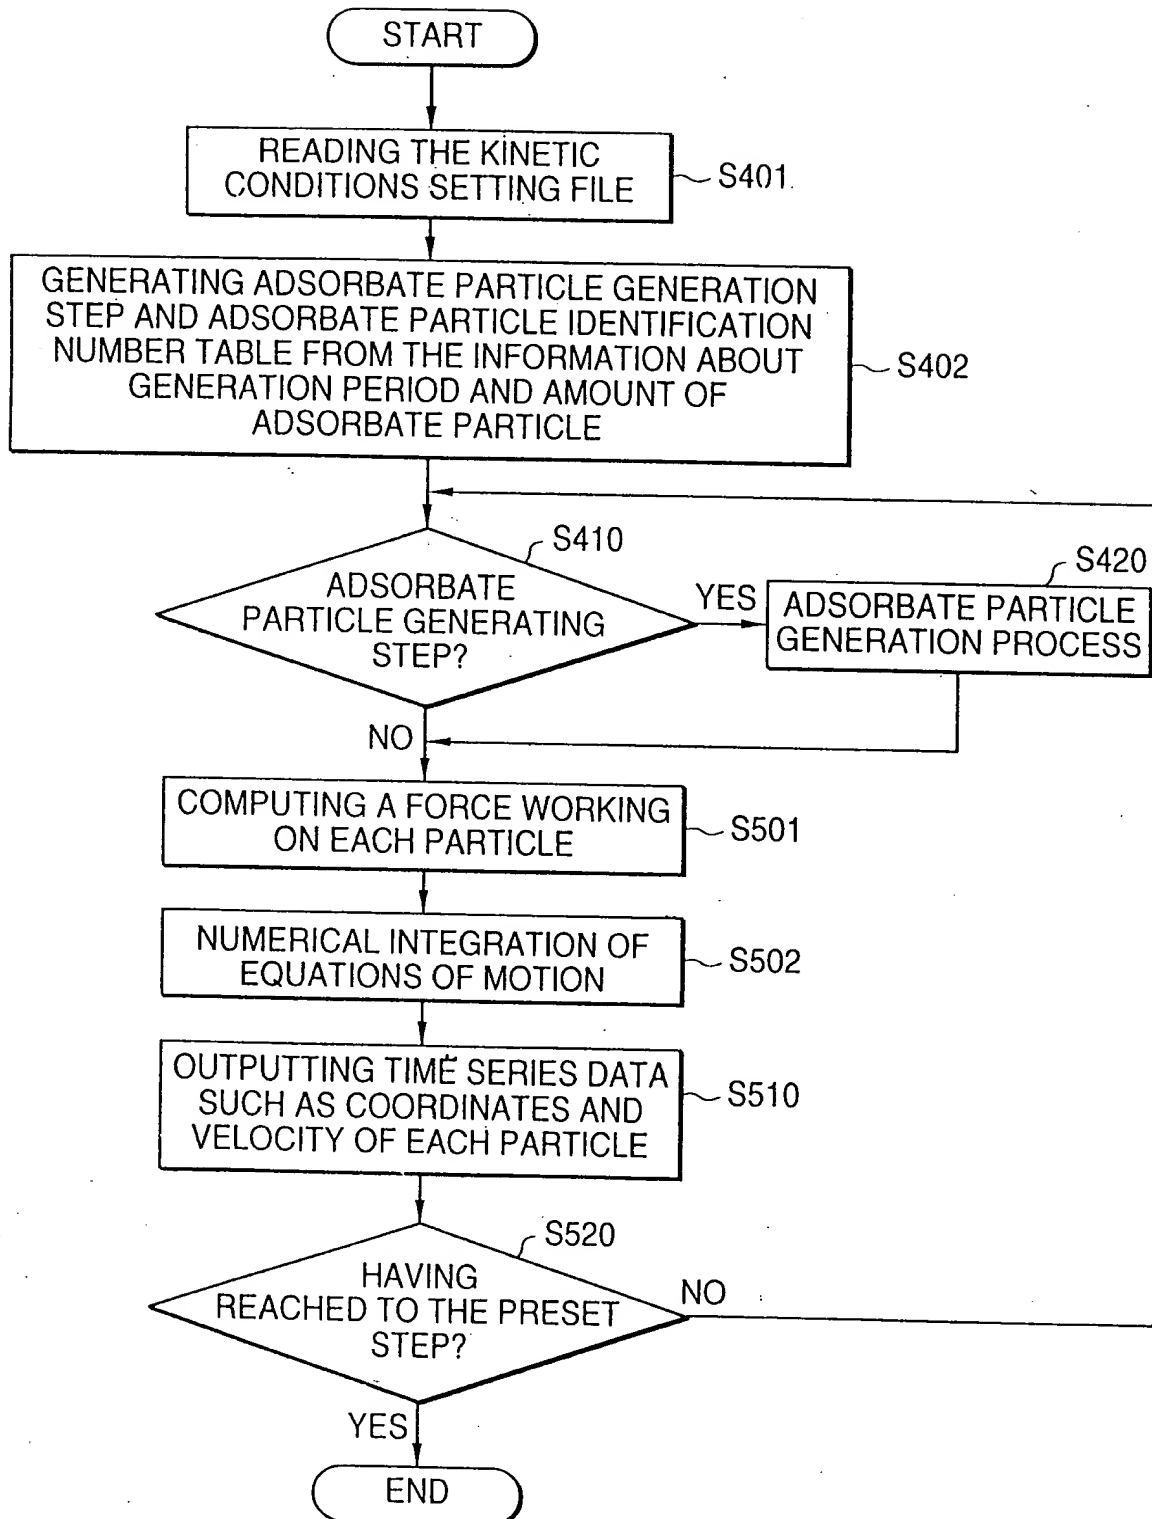 START
READING THE KINETIC
CONDITIONS SETTING FILE
S401
GENERATING ADSORBATE PARTICLE GENERATION
STEP AND ADSORBATE PARTICLE IDENTIFICATION
NUMBER TABLE FROM THE INFORMATION ABOUT
GENERATION PERIOD AND AMOUNT OF
ADSORBATE PARTICLE
S402
S410
ADSORBATE
PARTICLE GENERATING
STEP?
YES
S420
ADSORBATE PARTICLE
GENERATION PROCESS
NO
COMPUTING A FORCE WORKING
ON EACH PARTICLE
S501
NUMERICAL INTEGRATION OF
EQUATIONS OF MOTION
S502
OUTPUTTING TIME SERIES DATA
SUCH AS COORDINATES AND
VELOCITY OF EACH PARTICLE
S510
S520
HAVING
REACHED TO THE PRESET
STEP?
NO
YES
END